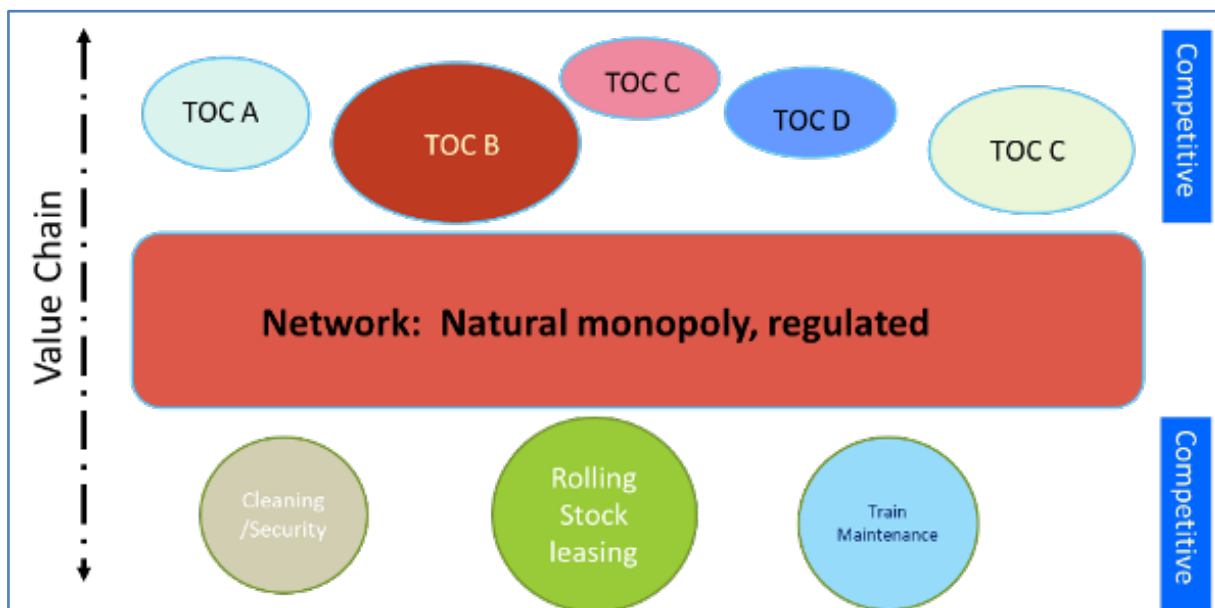 TOC A
TOC B
TOC C
TOC D
TOC C
Competitive
Value Chain
Network: Natural monopoly, regulated
Cleaning
/Security
Rolling
Stock
leasing
Train
Maintenance
Competitive